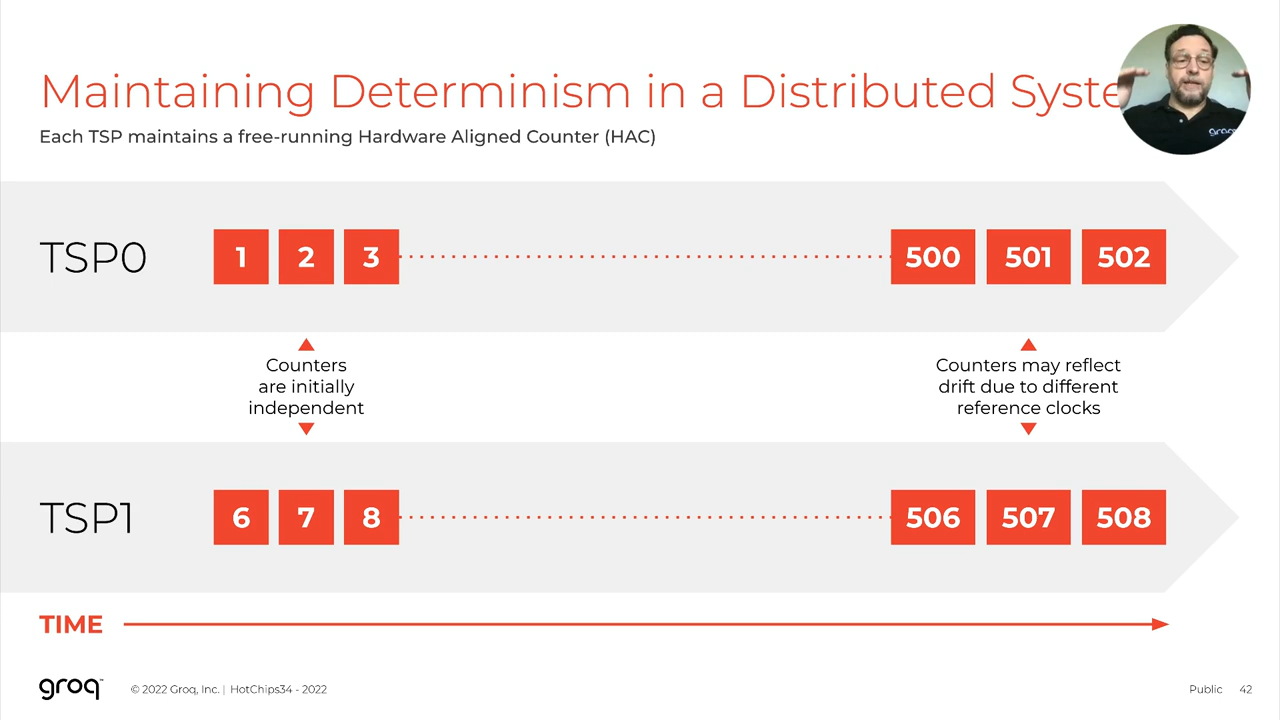 Maintaining Determinism in a Distributed Syste
Each TSP maintains a free-running Hardware Aligned Counter (HAC)
TSP0
1 2 3 500 501 502
Counters
are initially
independent
Counters may reflect
drift due to different
reference clocks
TSP1
6 7 8 506 507 508
TIME
groq™
© 2022 Groq, Inc. | HotChips34 - 2022
Public 42
groq